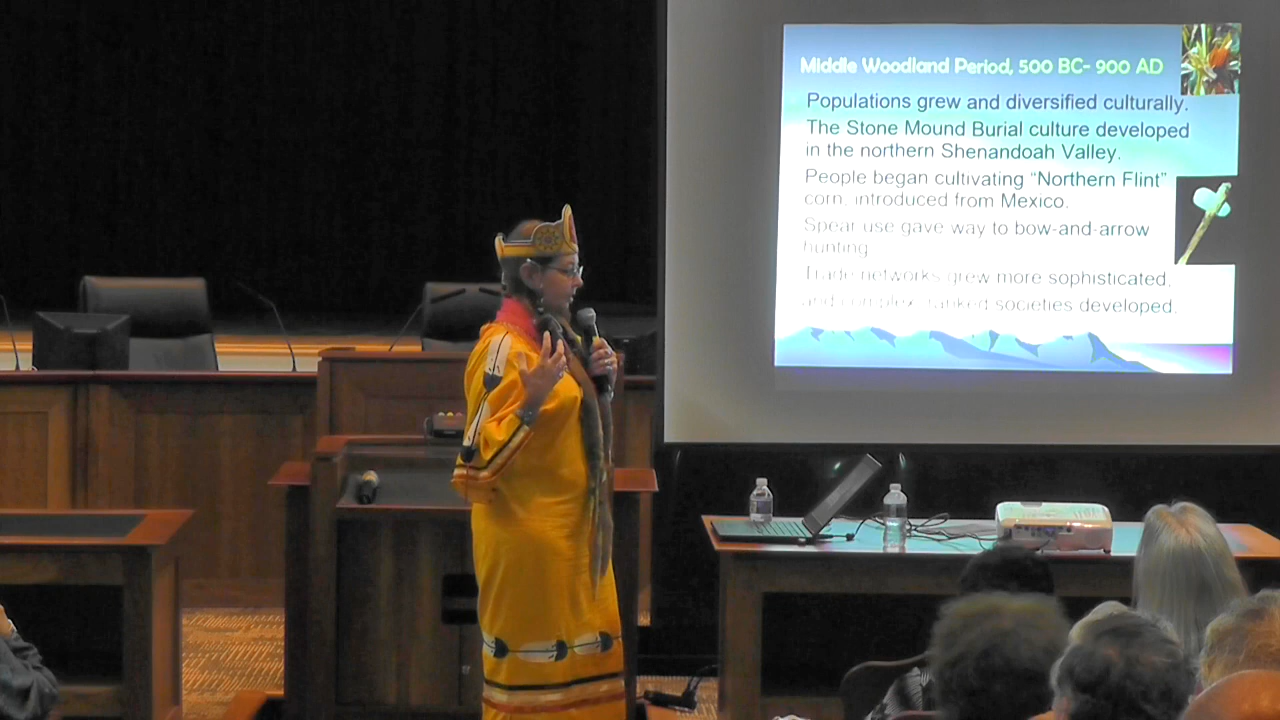 Middle Woodland Period, 500 BC- 900 AD
Populations grew and diversified culturally.
The Stone Mound Burial culture developed
in the northern Shenandoah Valley.
People began cultivating “Northern Flint”
corn, introduced from Mexico.
Spear use gave way to bow-and-arrow
hunting.
Trade networks grew more sophisticated,
and complex, ranked societies developed.